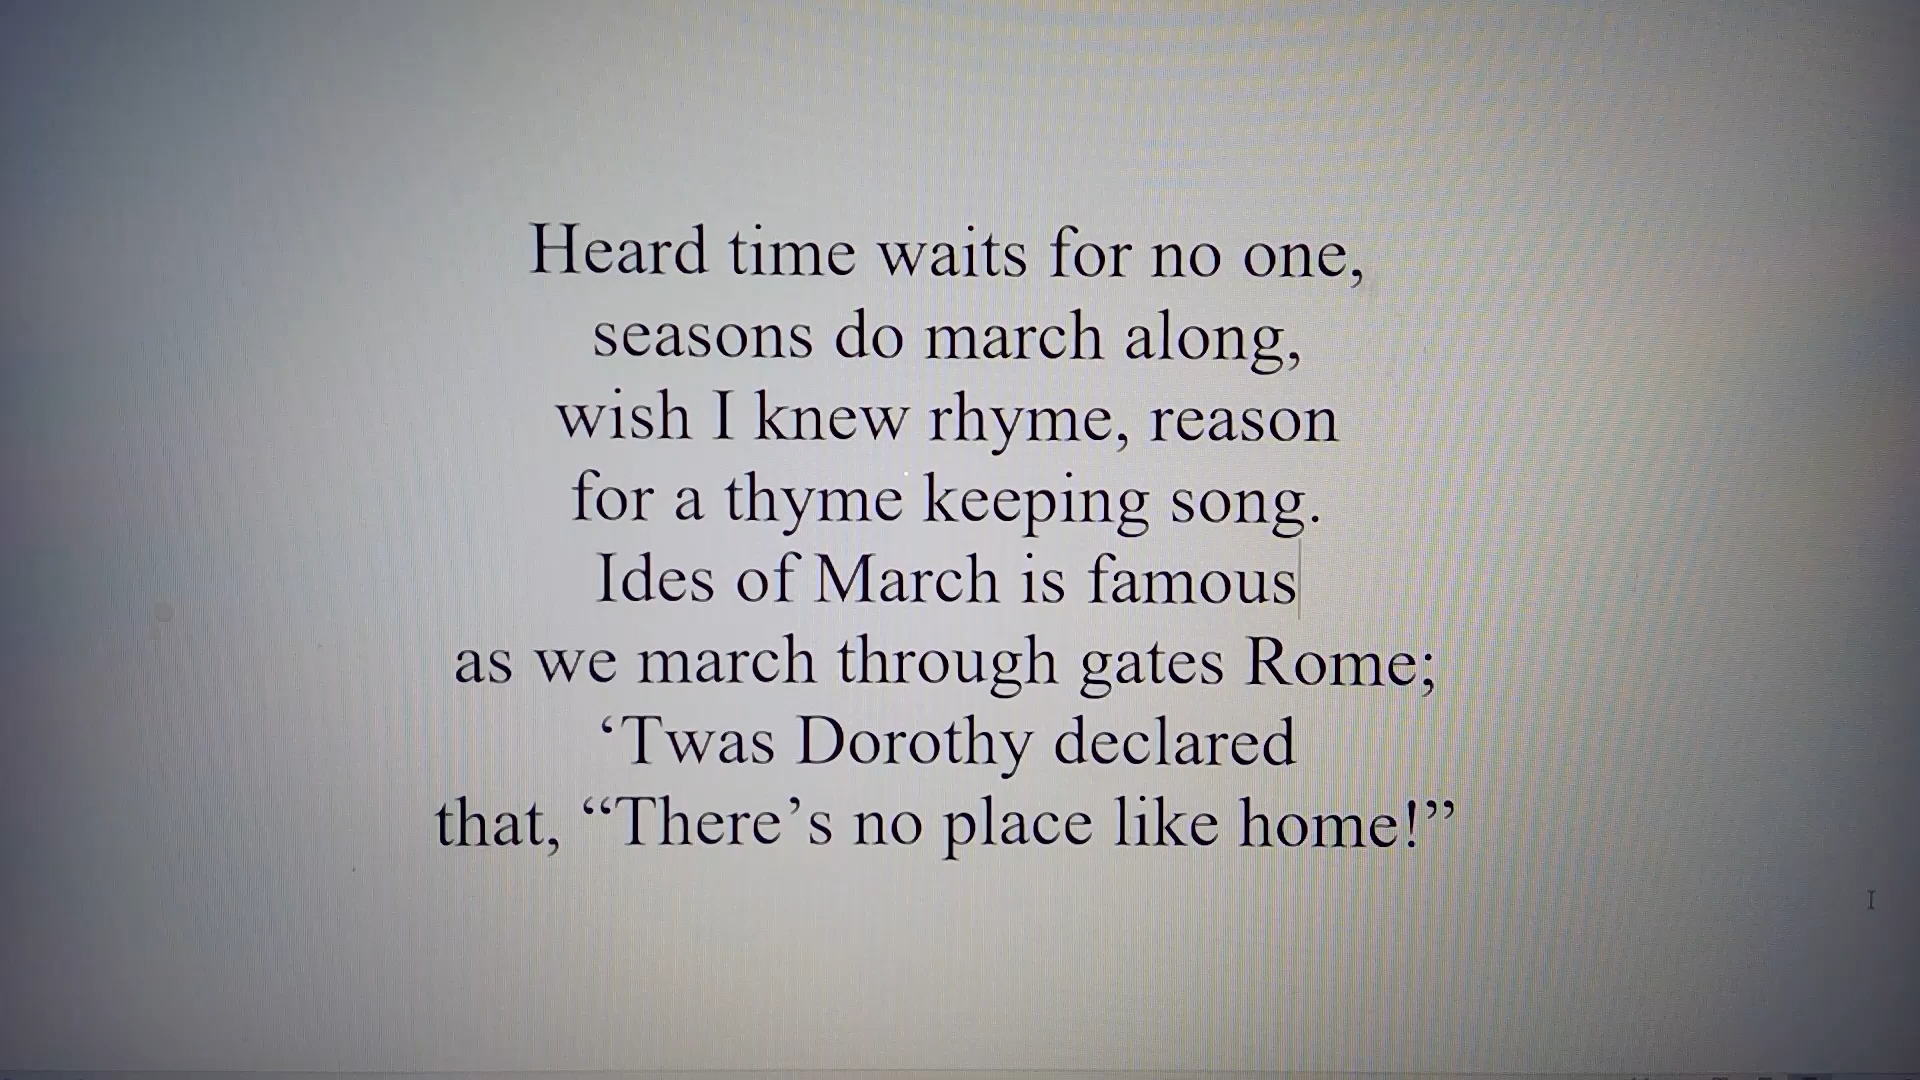 Heard time waits for no one,
seasons do march along,
wish I knew rhyme, reason
for a thyme keeping song.
Ides of March is famous
as we march through gates Rome;
‘Twas Dorothy declared
that, “There’s no place like home!”